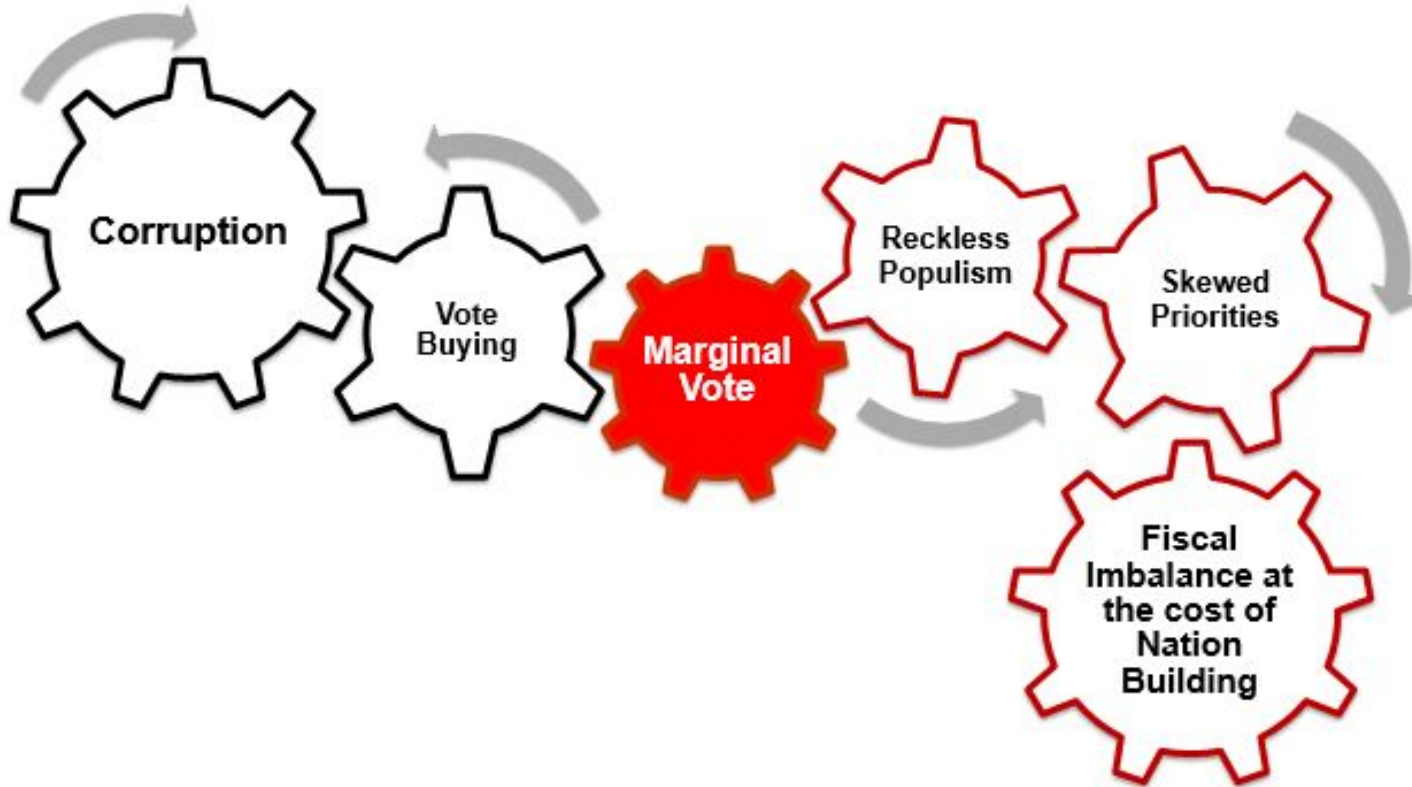 Corruption
Vote
Buying
Marginal
Vote
Reckless
Populism
Skewed
Priorities
Fiscal
Imbalance at
the cost of
Nation
Building